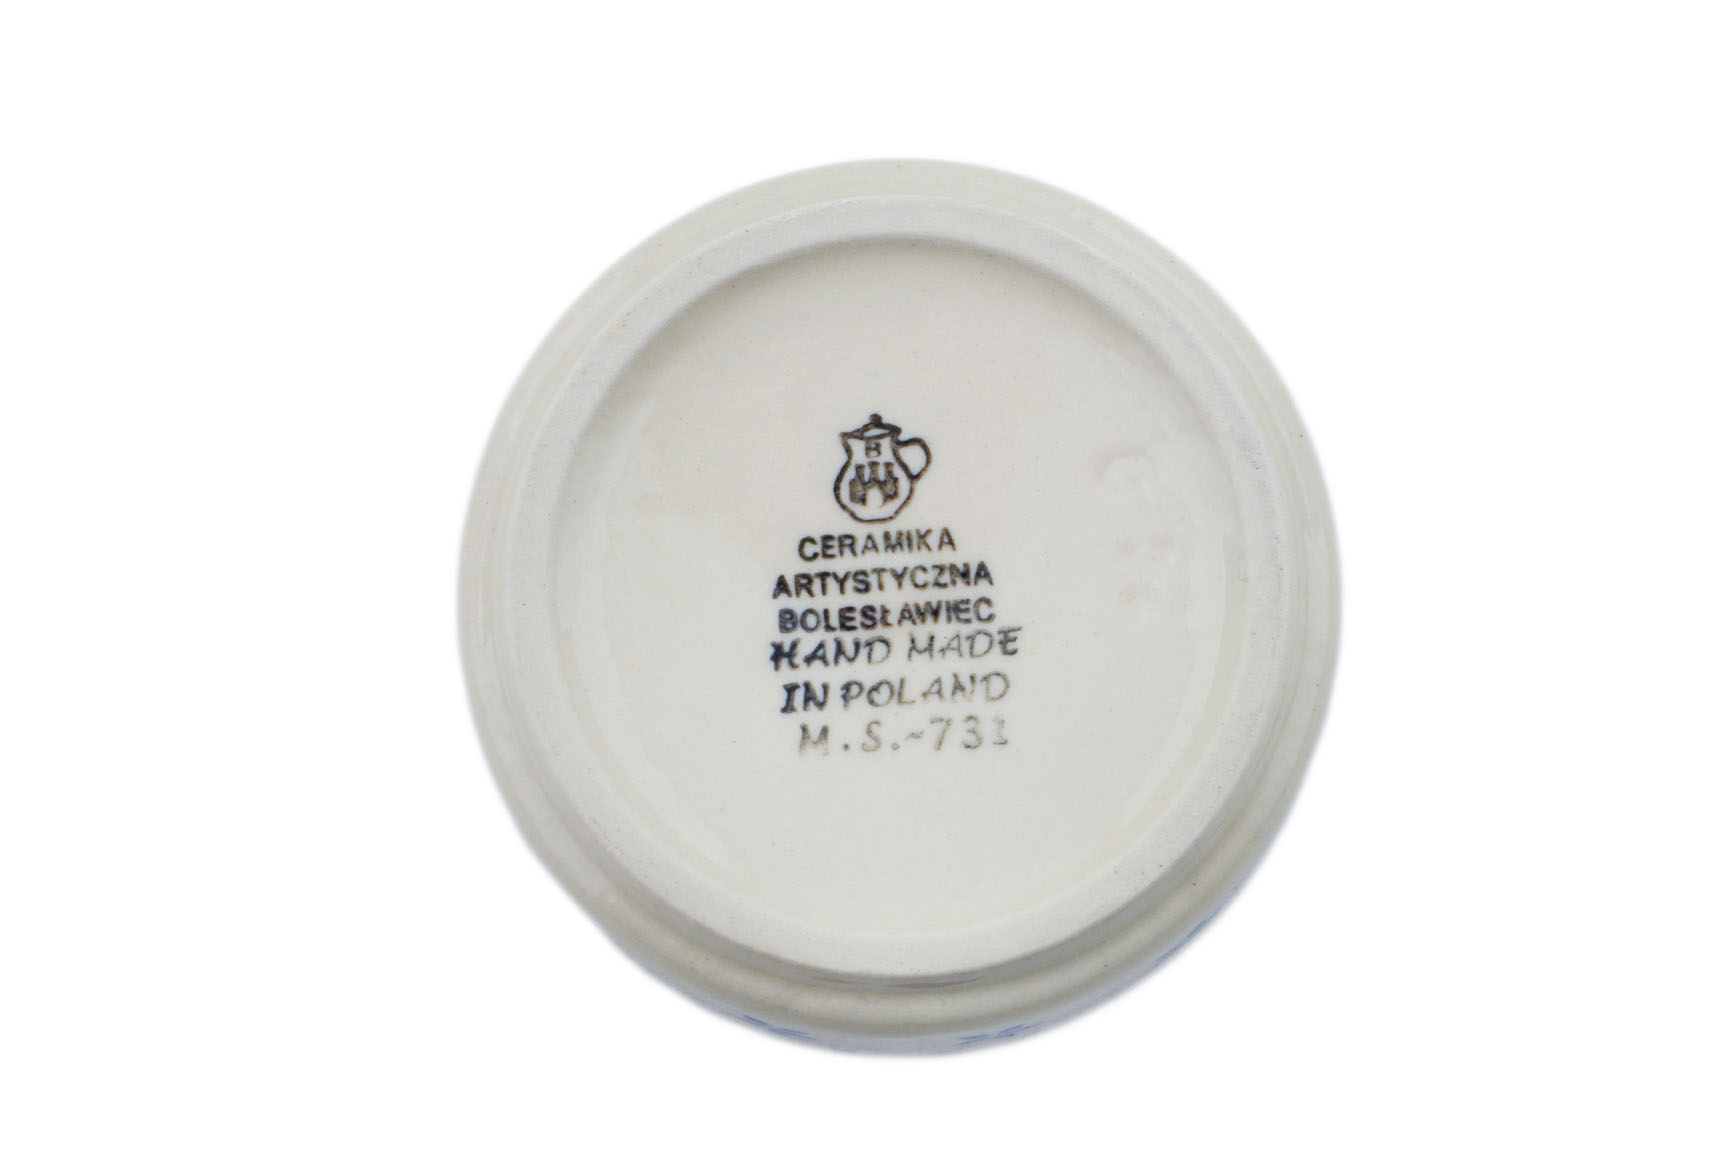 B
CERAMIKA
ARTYSTYCZNA
BOLESŁAWIEC
HAND MADE
IN POLAND
M.S.~731